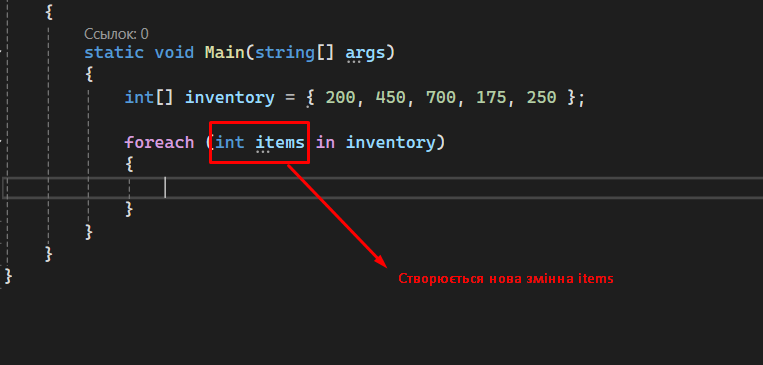 {
Ссылок: 0
static void Main(string[] args)
{
int[] inventory = { 200, 450, 700, 175, 250 };
foreach (int items in inventory)
{
}
}
}
}
Створюється нова змінна items